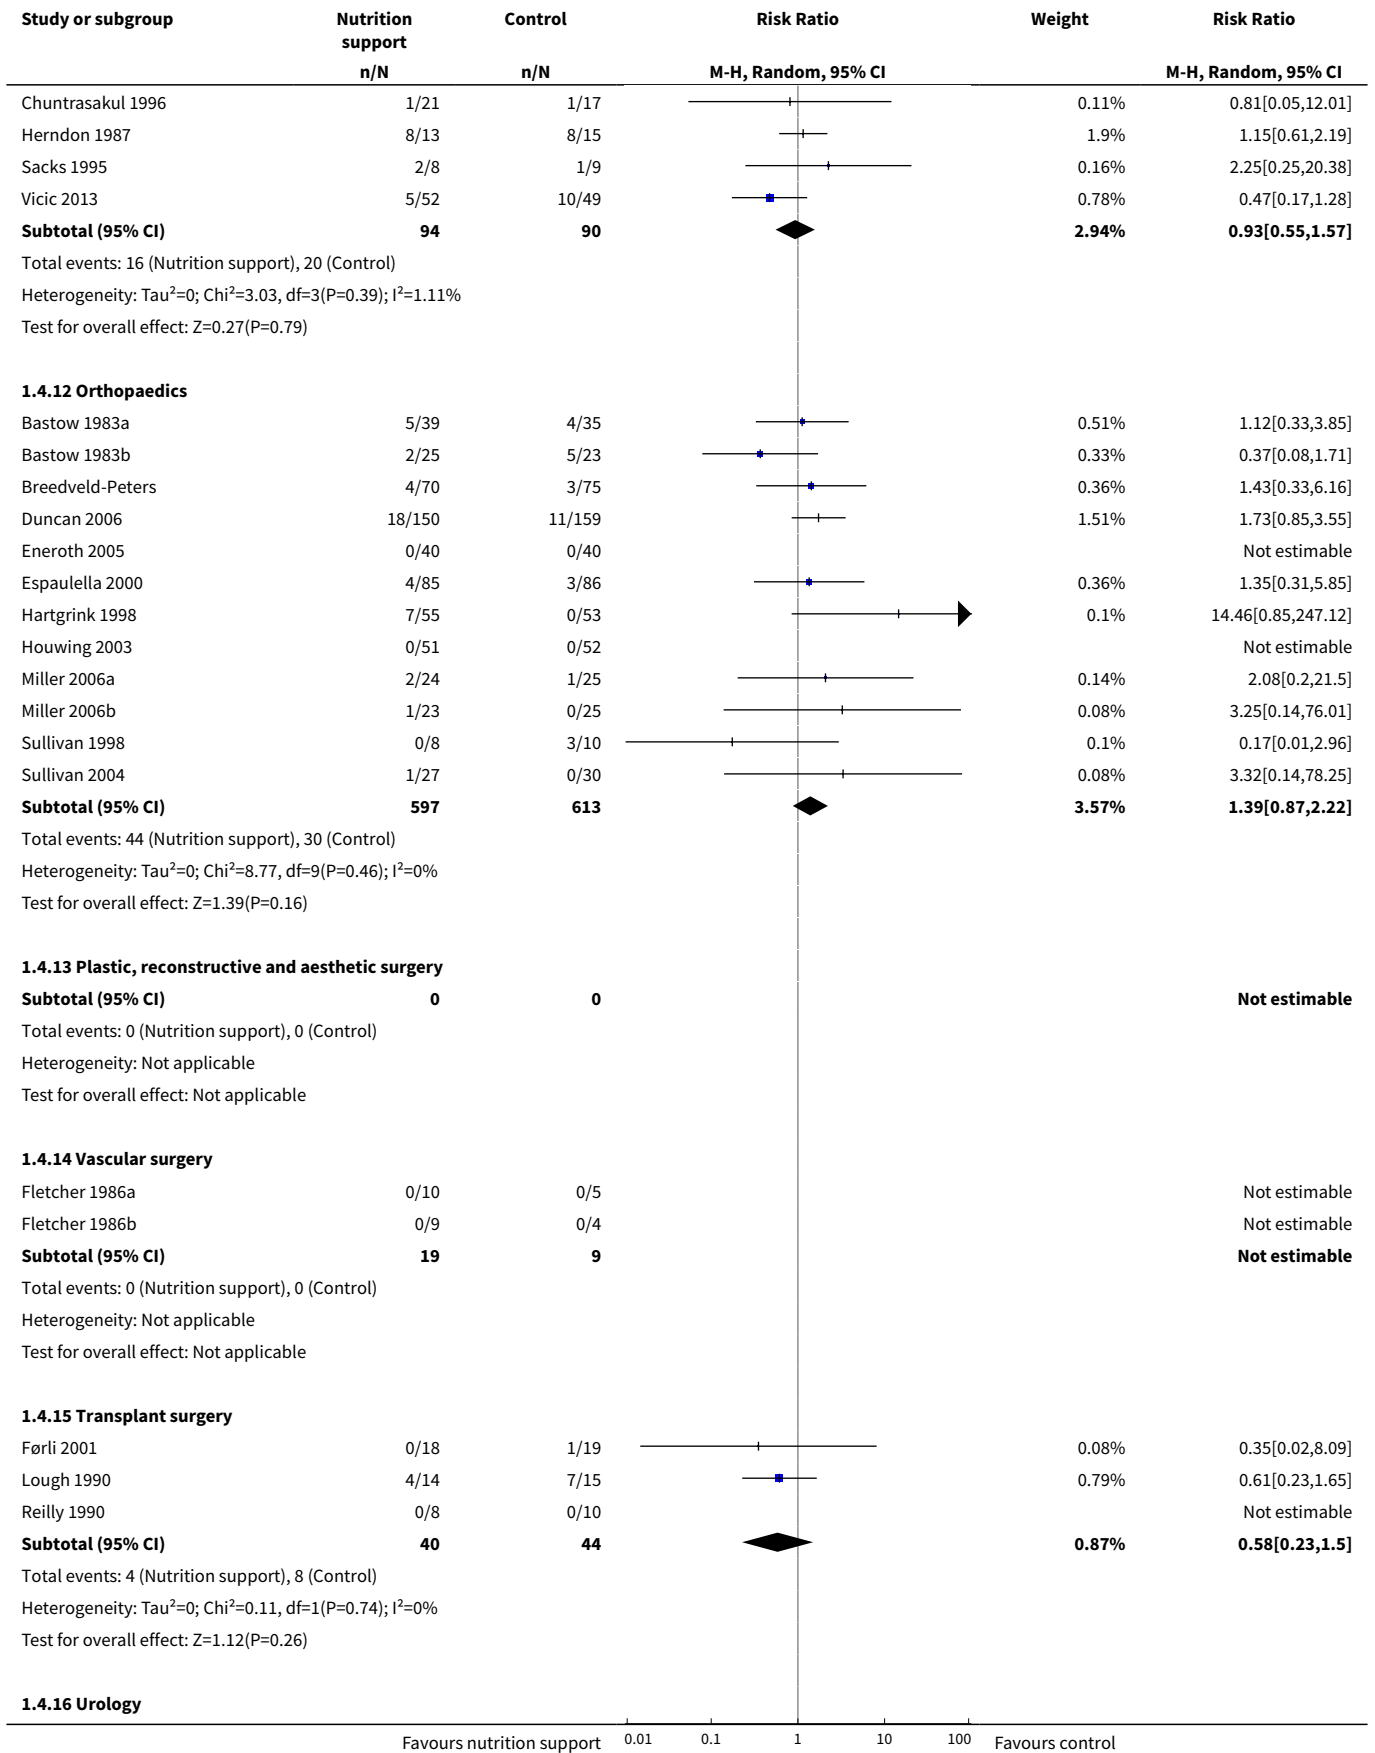 Study or subgroup Nutrition support Control Risk Ratio Weight Risk Ratio
n/N n/N M-H, Random, 95% CI M-H, Random, 95% CI
Chuntrasakul 1996 1/21 1/17 0.11% 0.81[0.05,12.01]
Herndon 1987 8/13 8/15 1.9% 1.15[0.61,2.19]
Sacks 1995 2/8 1/9 0.16% 2.25[0.25,20.38]
Vicic 2013 5/52 10/49 0.78% 0.47[0.17,1.28]
Subtotal (95% CI) 94 90 2.94% 0.93[0.55,1.57]
Total events: 16 (Nutrition support), 20 (Control)
Heterogeneity: Tau²=0; Chi²=3.03, df=3(P=0.39); I²=1.11%
Test for overall effect: Z=0.27(P=0.79)
1.4.12 Orthopaedics
Bastow 1983a 5/39 4/35 0.51% 1.12[0.33,3.85]
Bastow 1983b 2/25 5/23 0.33% 0.37[0.08,1.71]
Breedveld-Peters 4/70 3/75 0.36% 1.43[0.33,6.16]
Duncan 2006 18/150 11/159 1.51% 1.73[0.85,3.55]
Eneroth 2005 0/40 0/40 Not estimable
Espaulella 2000 4/85 3/86 0.36% 1.35[0.31,5.85]
Hartgrink 1998 7/55 0/53 0.1% 14.46[0.85,247.12]
Houwing 2003 0/51 0/52 Not estimable
Miller 2006a 2/24 1/25 0.14% 2.08[0.2,21.5]
Miller 2006b 1/23 0/25 0.08% 3.25[0.14,76.01]
Sullivan 1998 0/8 3/10 0.1% 0.17[0.01,2.96]
Sullivan 2004 1/27 0/30 0.08% 3.32[0.14,78.25]
Subtotal (95% CI) 597 613 3.57% 1.39[0.87,2.22]
Total events: 44 (Nutrition support), 30 (Control)
Heterogeneity: Tau²=0; Chi²=8.77, df=9(P=0.46); I²=0%
Test for overall effect: Z=1.39(P=0.16)
1.4.13 Plastic, reconstructive and aesthetic surgery
Subtotal (95% CI) 0 0 Not estimable
Total events: 0 (Nutrition support), 0 (Control)
Heterogeneity: Not applicable
Test for overall effect: Not applicable
1.4.14 Vascular surgery
Fletcher 1986a 0/10 0/5 Not estimable
Fletcher 1986b 0/9 0/4 Not estimable
Subtotal (95% CI) 19 9 Not estimable
Total events: 0 (Nutrition support), 0 (Control)
Heterogeneity: Not applicable
Test for overall effect: Not applicable
1.4.15 Transplant surgery
Førli 2001 0/18 1/19 0.08% 0.35[0.02,8.09]
Lough 1990 4/14 7/15 0.79% 0.61[0.23,1.65]
Reilly 1990 0/8 0/10 Not estimable
Subtotal (95% CI) 40 44 0.87% 0.58[0.23,1.5]
Total events: 4 (Nutrition support), 8 (Control)
Heterogeneity: Tau²=0; Chi²=0.11, df=1(P=0.74); I²=0%
Test for overall effect: Z=1.12(P=0.26)
1.4.16 Urology
Favours nutrition support 0.01 0.1 1 10 100 Favours control